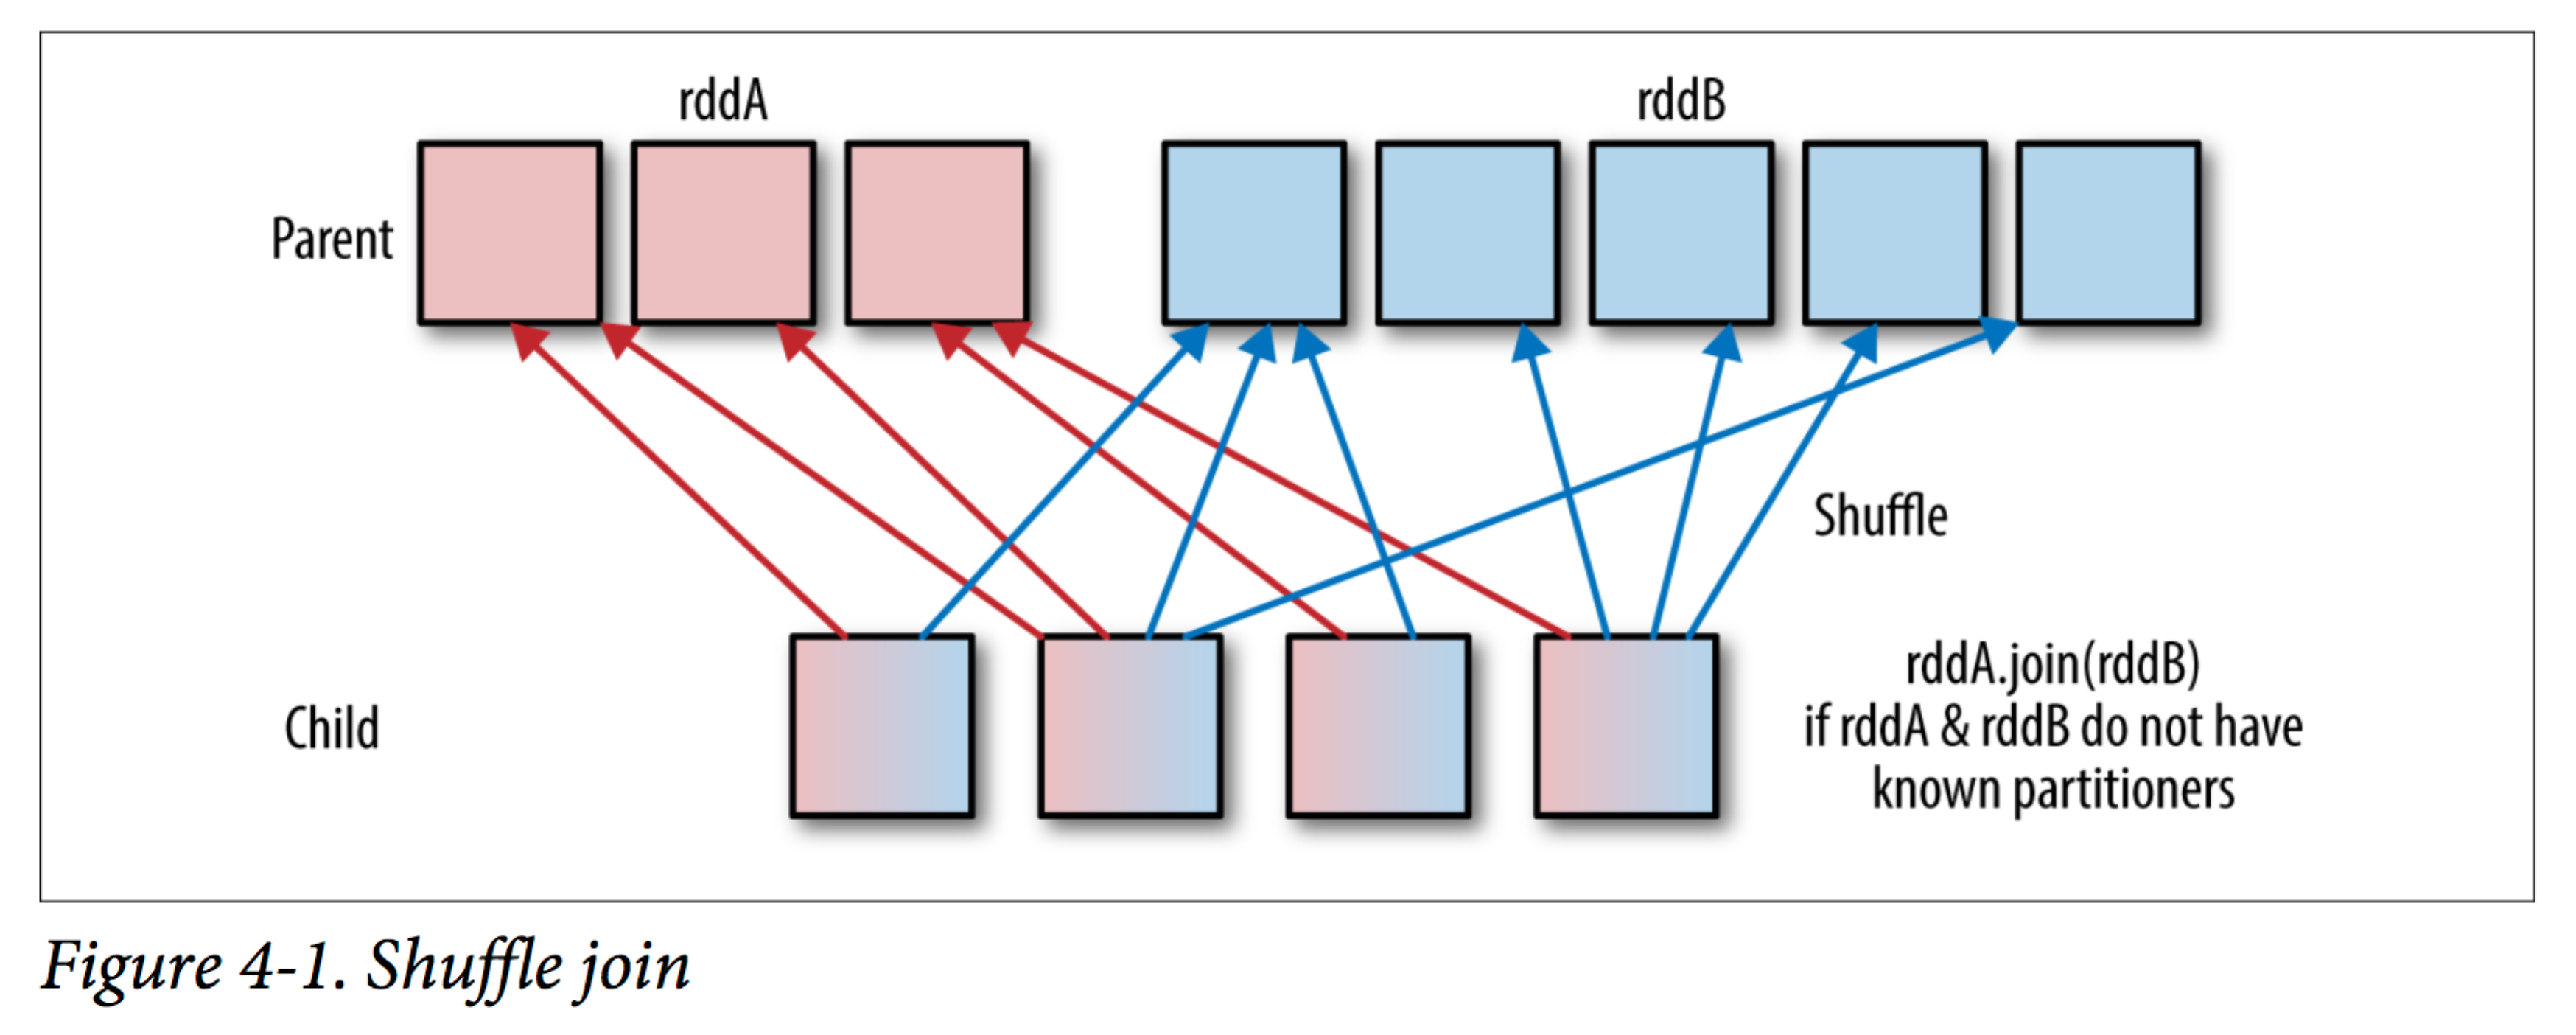 rddA
rddB
Parent
Shuffle
Child
rddA.join(rddB)
if rddA & rddB do not have
known partitioners
Figure 4-1. Shuffle join